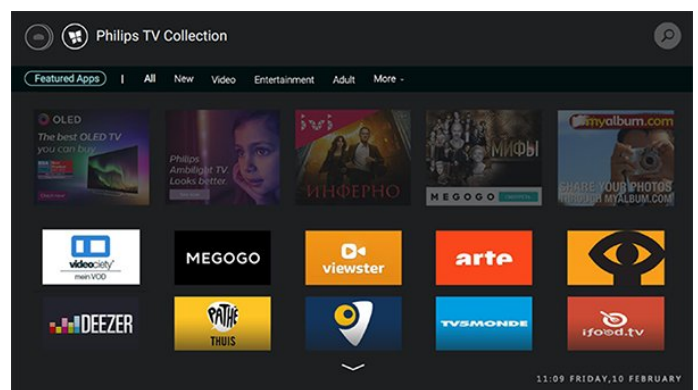 Philips TV Collection
Featured Apps | All New Video Entertainment Adult More
OLED
The best OLED TV
you can buy
Philips
Ambilight TV.
Looks better.
ivi
ИНФЕРНО
МИФЫ
MEGOGO
myalbum.com
SHARE YOUR PHOTOS
THROUGH MYALBUM.COM
videociety
mein VOD
MEGOGO
viewster
arte
DEEZER
PATHÉ
THUIS
TV5MONDE
ifood.tv
11:09 FRIDAY,10 FEBRUARY